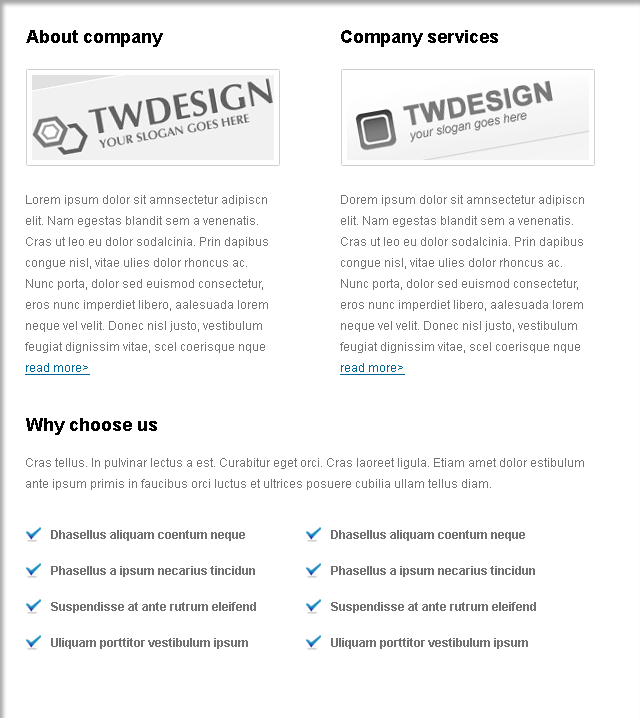 About company
TWDESIGN
YOUR SLOGAN GOES HERE
Lorem ipsum dolor sit amnsectetur adipiscn
elit. Nam egestas blandit sem a venenatis.
Cras ut leo eu dolor sodalcinia. Prin dapibus
congue nisl, vitae ulies dolor rhoncus ac.
Nunc porta, dolor sed euismod consectetur,
eros nunc imperdiet libero, aalesuada lorem
neque vel velit. Donec nisl justo, vestibulum
feugiat dignissim vitae, scel coerisque nque
read more>
Company services
TWDESIGN
your slogan goes here
Dorem ipsum dolor sit amnsectetur adipiscn
elit. Nam egestas blandit sem a venenatis.
Cras ut leo eu dolor sodalcinia. Prin dapibus
congue nisl, vitae ulies dolor rhoncus ac.
Nunc porta, dolor sed euismod consectetur,
eros nunc imperdiet libero, aalesuada lorem
neque vel velit. Donec nisl justo, vestibulum
feugiat dignissim vitae, scel coerisque nque
read more>
Why choose us
Cras tellus. In pulvinar lectus a est. Curabitur eget orci. Cras laoreet ligula. Etiam amet dolor estibulum
ante ipsum primis in faucibus orci luctus et ultrices posuere cubilia ullam tellus diam.
Dhasellus aliquam coentum neque
Phasellus a ipsum necarius tincidun
Suspendisse at ante rutrum eleifend
Uliquam porttitor vestibulum ipsum
Dhasellus aliquam coentum neque
Phasellus a ipsum necarius tincidun
Suspendisse at ante rutrum eleifend
Uliquam porttitor vestibulum ipsum